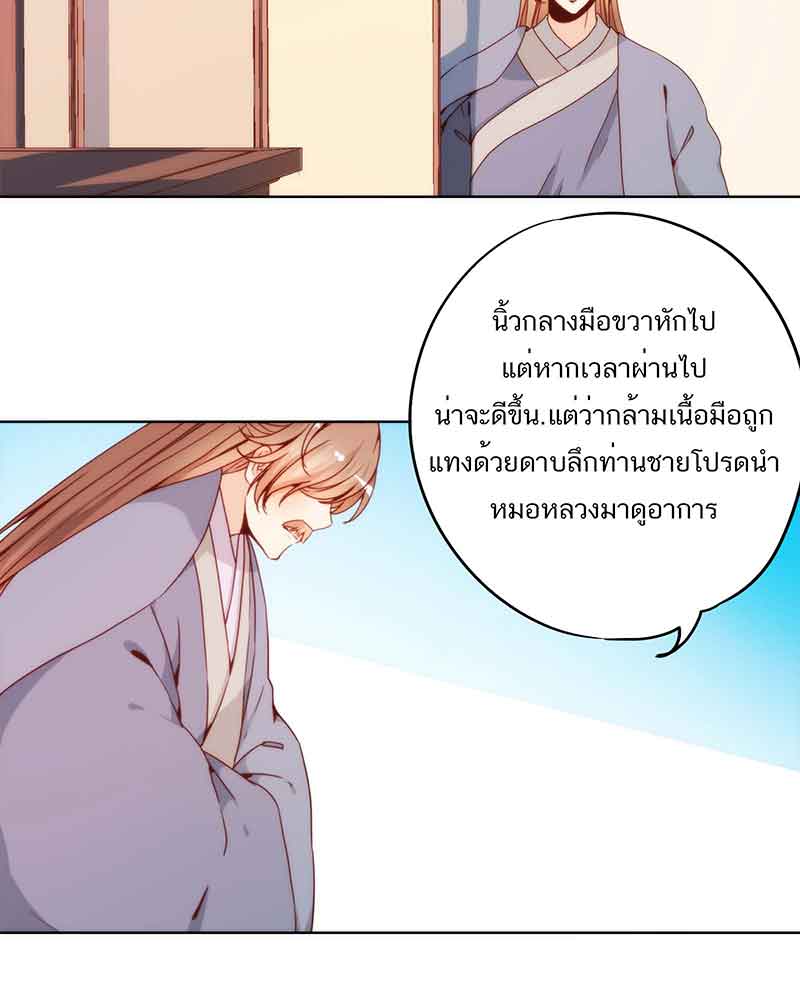 นิ้วกลางมือขวาหักไป
แต่หากเวลาผ่านไป
น่าจะดีขึ้น.แต่ว่ากล้ามเนื้อมือถูก
แทงด้วยดาบลึกท่านชายโปรดนำ
หมอหลวงมาดูอาการ